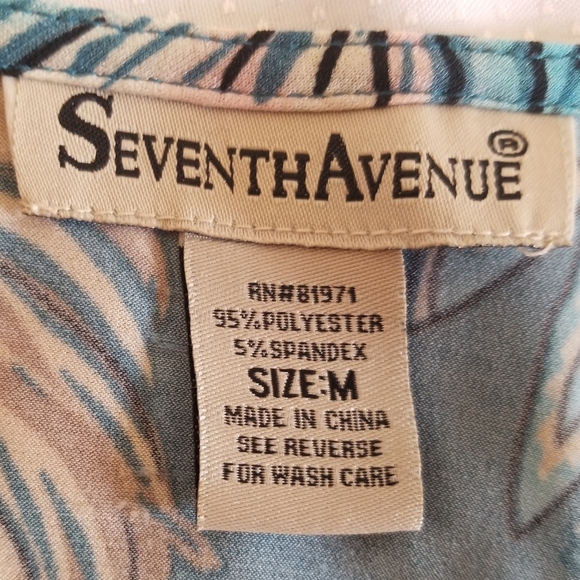 SEVENTHAVENUE®
RN#81971
95%POLYESTER
5%SPANDEX
SIZE:M
MADE IN CHINA
SEE REVERSE
FOR WASH CARE